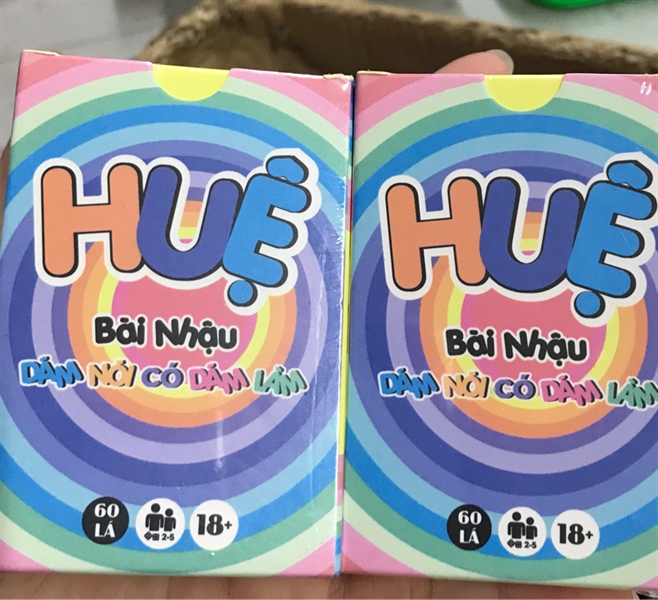 HUỆ
Bài Nhậu
DÁM NÓI CÓ DÁM LÀM
60
LÁ
2-5
18+
HUỆ
Bài Nhậu
DÁM NÓI CÓ DÁM LÀM
60
LÁ
2-5
18+